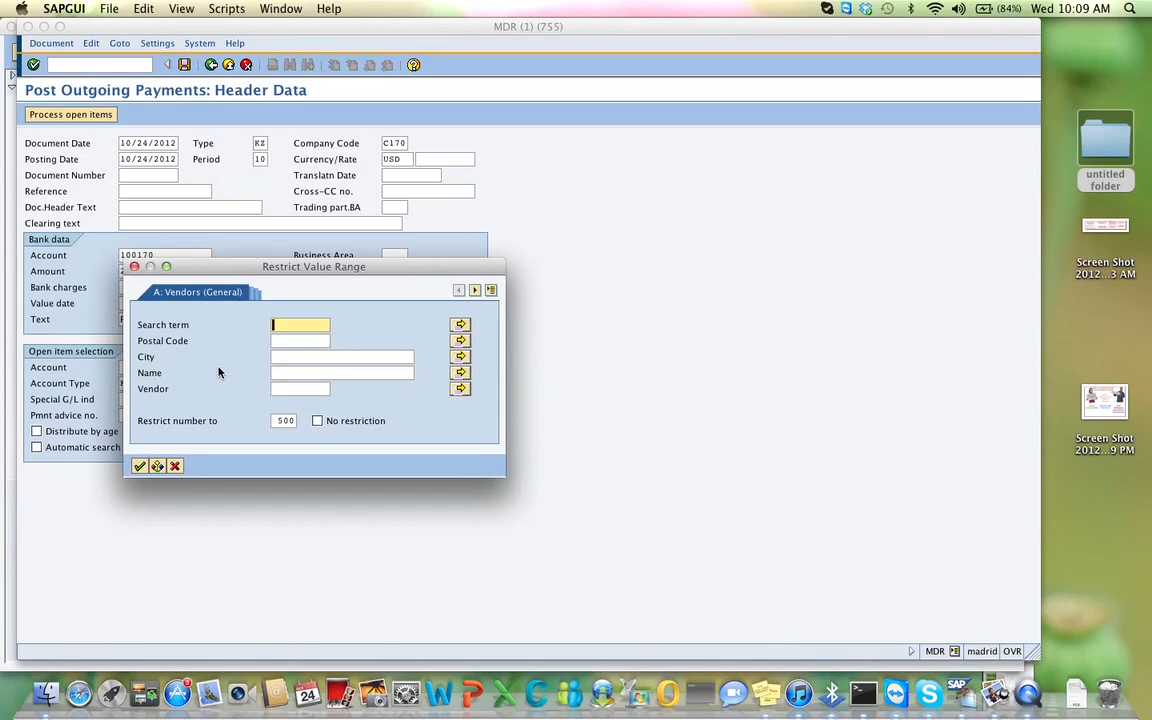 SAPGUI File Edit View Scripts Window Help (84%) Wed 10:09 AM
MDR (1) (755)
Document Edit Goto Settings System Help
Post Outgoing Payments: Header Data
Process open items
Document Date 10/24/2012 Type KZ Company Code C170
Posting Date 10/24/2012 Period 10 Currency/Rate USD
Document Number Translatn Date
Reference Cross-CC no.
Doc.Header Text Trading part.BA
Clearing text
Bank data
Account 100170 Business Area
Amount
Bank charges
Value date
Text
Open item selection
Account
Account Type
Special G/L ind
Pmnt advice no.
Distribute by age
Automatic search
Restrict Value Range
A: Vendors (General)
Search term
Postal Code
City
Name
Vendor
Restrict number to 500 No restriction
MDR madrid OVR
untitled
folder
Screen Shot
2012...3 AM
Screen Shot
2012...9 PM